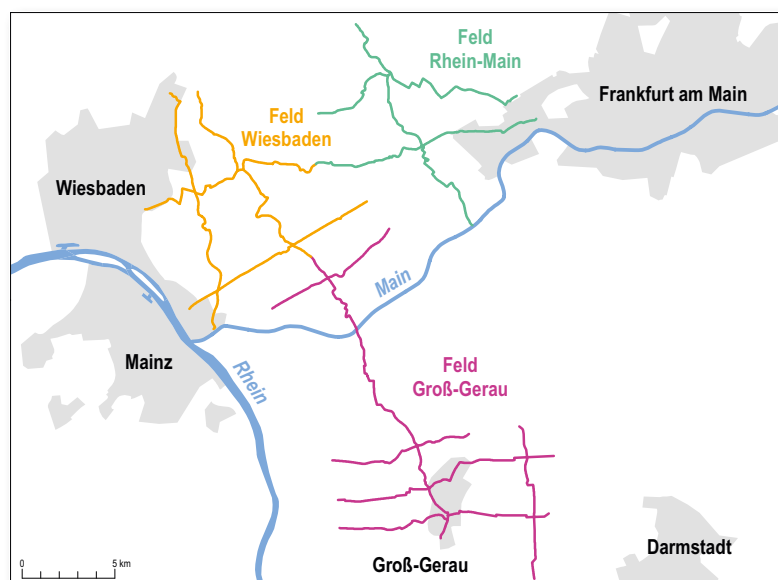 Feld
Rhein-Main
Frankfurt am Main
Feld
Wiesbaden
Wiesbaden
Main
Mainz
Rhein
Feld
Groß-Gerau
Groß-Gerau
Darmstadt
0 5 km